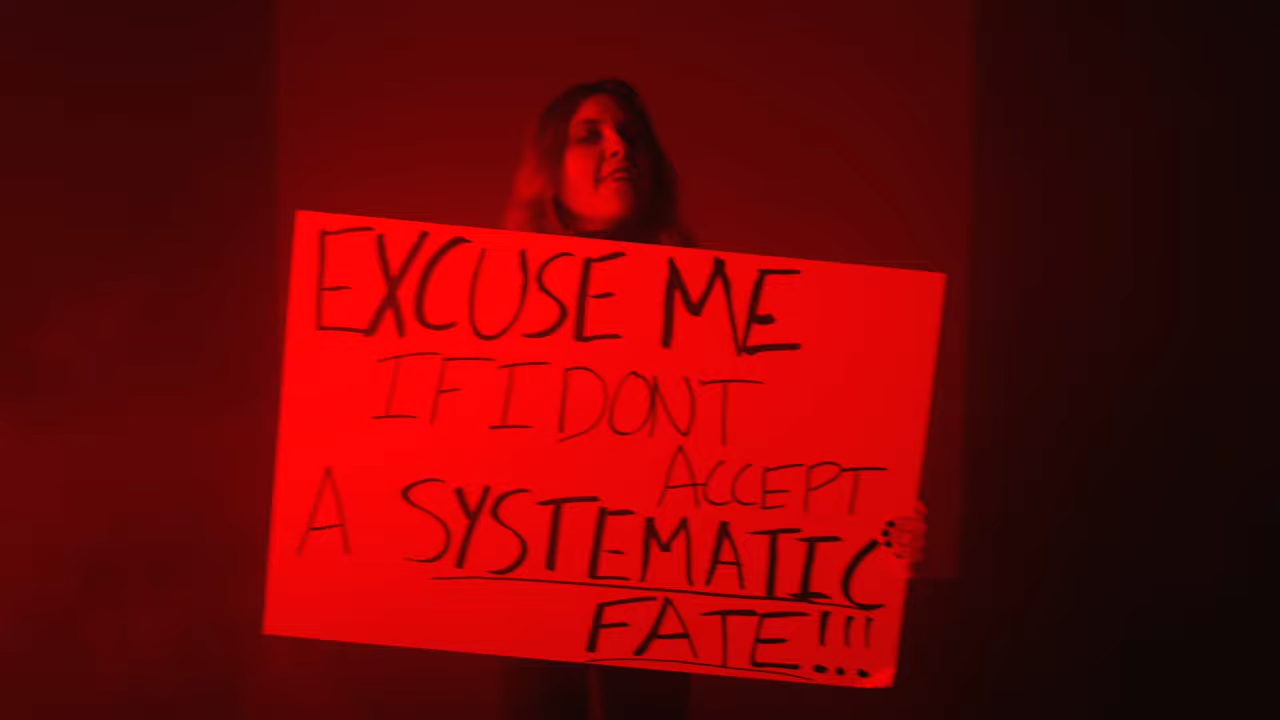 EXCUSE ME
IF I DONT
ACCEPT
A SYSTEMATIC
FATE!!!